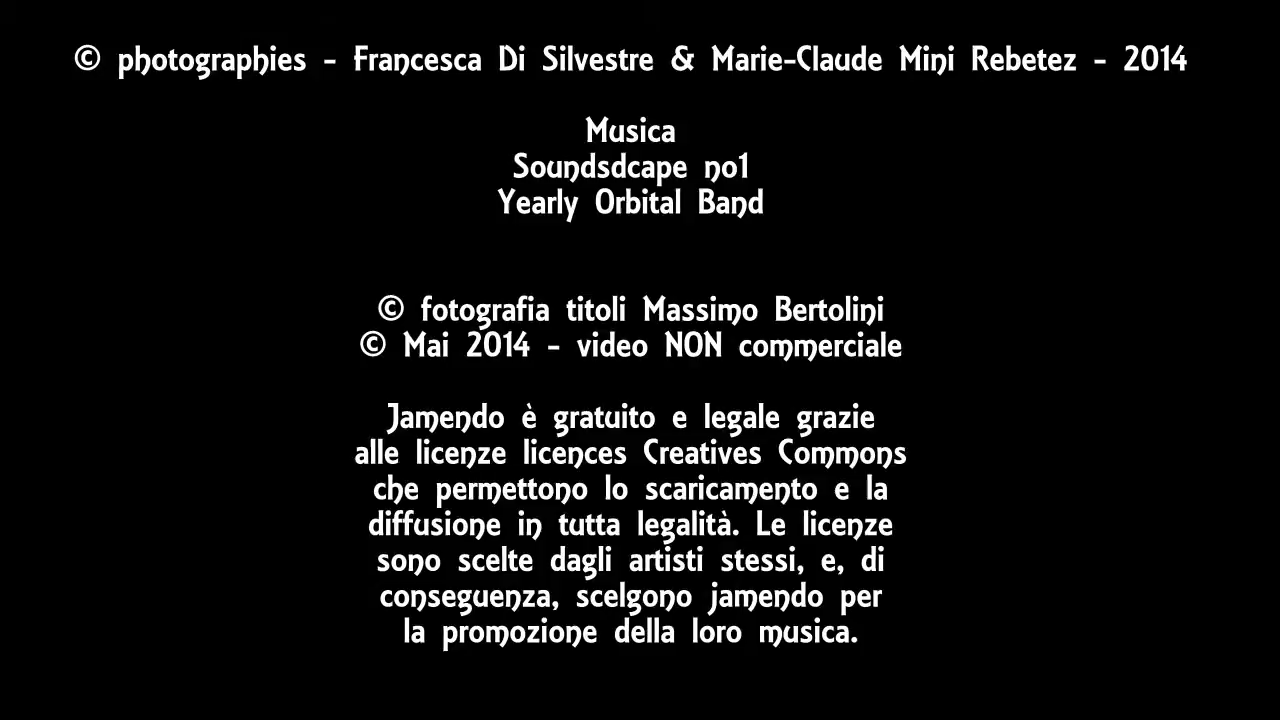 © photographies - Francesca Di Silvestre & Marie-Claude Mini Rebetez - 2014
Musica
Soundsdcape no1
Yearly Orbital Band
© fotografia titoli Massimo Bertolini
© Mai 2014 - video NON commerciale
Jamendo è gratuito e legale grazie
alle licenze licences Creatives Commons
che permettono lo scaricamento e la
diffusione in tutta legalità. Le licenze
sono scelte dagli artisti stessi, e, di
conseguenza, scelgono jamendo per
la promozione della loro musica.